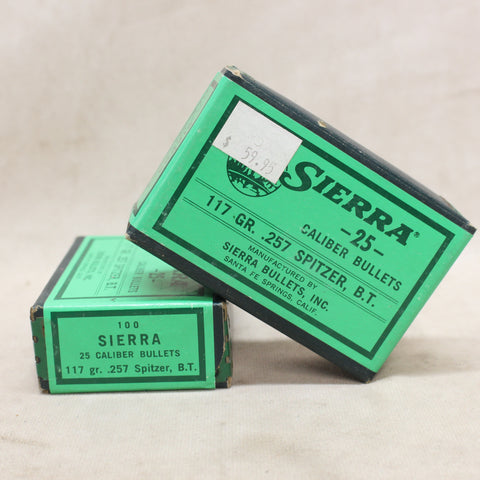 $ 59.95
SIERRA®
-25-
CALIBER BULLETS
117 GR. .257 SPITZER, B.T.
MANUFACTURED BY
SIERRA BULLETS, INC.
SANTA FE SPRINGS, CALIF.
100
SIERRA
25 CALIBER BULLETS
117 gr. .257 Spitzer, B.T.